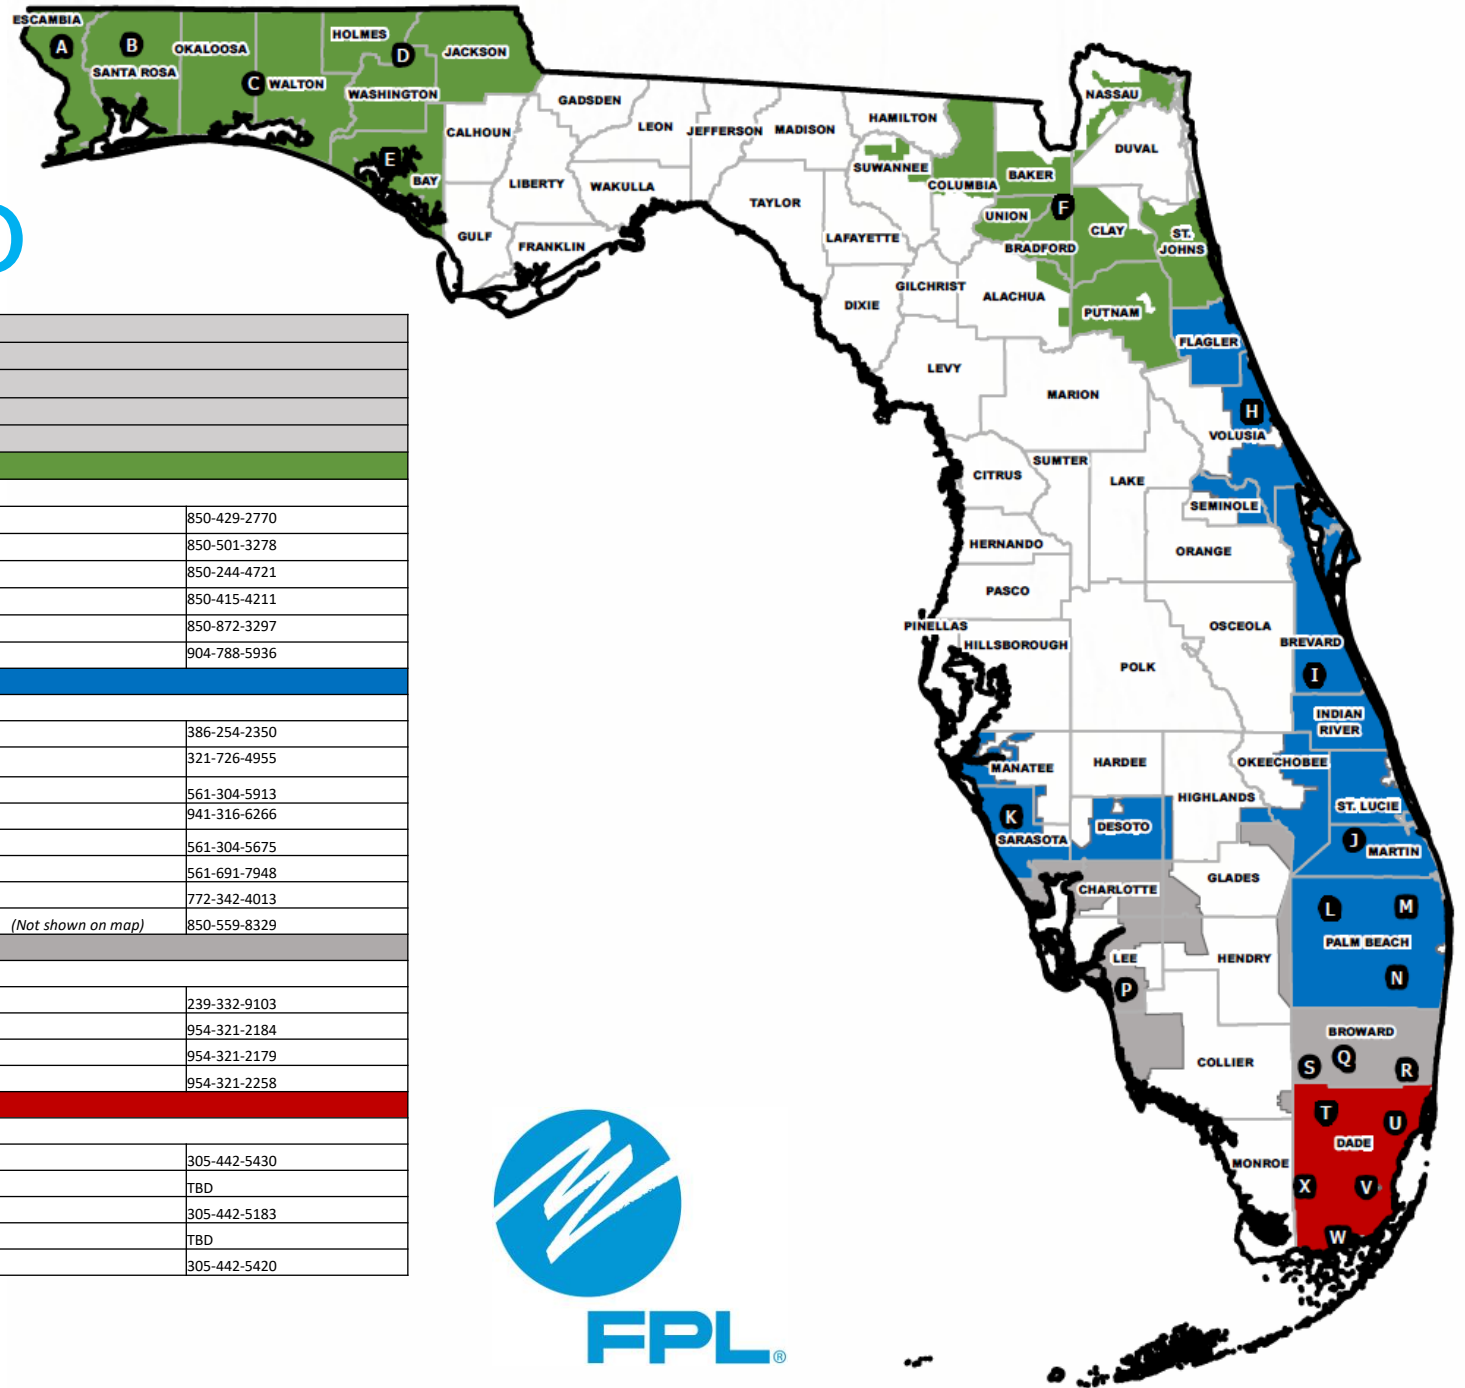 ESCAMBIA
A
B
SANTA ROSA
OKALOOSA
C
WALTON
HOLMES
D
JACKSON
WASHINGTON
E
BAY
CALHOUN
GULF
GADSDEN
LIBERTY
FRANKLIN
LEON
WAKULLA
JEFFERSON
MADISON
TAYLOR
HAMILTON
SUWANNEE
LAFAYETTE
DIXIE
COLUMBIA
GILCHRIST
BAKER
UNION
BRADFORD
F
ALACHUA
NASSAU
DUVAL
CLAY
ST.
JOHNS
PUTNAM
FLAGLER
LEVY
MARION
H
VOLUSIA
CITRUS
SUMTER
LAKE
SEMINOLE
HERNANDO
ORANGE
PASCO
PINELLAS
HILLSBOROUGH
POLK
OSCEOLA
BREVARD
I
INDIAN
RIVER
MANATEE
HARDEE
OKEECHOBEE
HIGHLANDS
ST. LUCIE
K
SARASOTA
DESOTO
J
MARTIN
CHARLOTTE
GLADES
L
M
PALM BEACH
N
LEE
P
HENDRY
BROWARD
COLLIER
S
Q
R
T
U
DADE
MONROE
X
V
W
850-429-2770
850-501-3278
850-244-4721
850-415-4211
850-872-3297
904-788-5936
386-254-2350
321-726-4955
561-304-5913
941-316-6266
561-304-5675
561-691-7948
772-342-4013
(Not shown on map) 850-559-8329
239-332-9103
954-321-2184
954-321-2179
954-321-2258
305-442-5430
TBD
305-442-5183
TBD
305-442-5420
FPL®